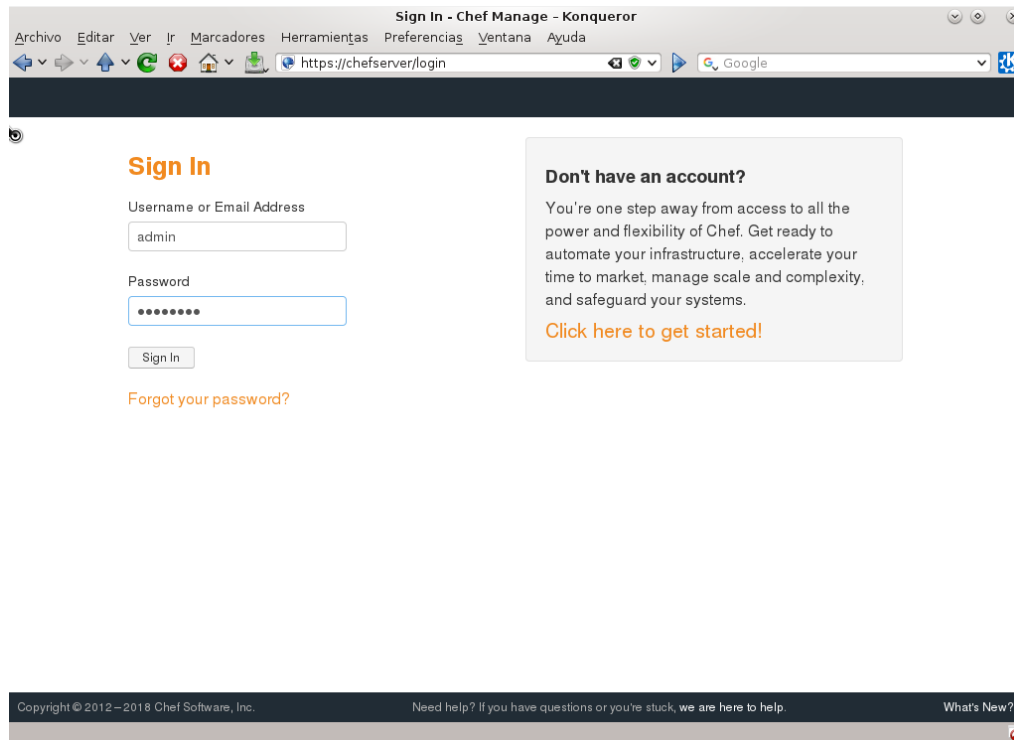 Sign In - Chef Manage – Konqueror
Archivo Editar Ver Ir Marcadores Herramientas Preferencias Ventana Ayuda
https://chefserver/login Google
Sign In
Username or Email Address
admin
Password
Sign In
Forgot your password?
Don't have an account?
You're one step away from access to all the
power and flexibility of Chef. Get ready to
automate your infrastructure, accelerate your
time to market, manage scale and complexity,
and safeguard your systems.
Click here to get started!
Copyright © 2012–2018 Chef Software, Inc. Need help? If you have questions or you're stuck, we are here to help. What's New?